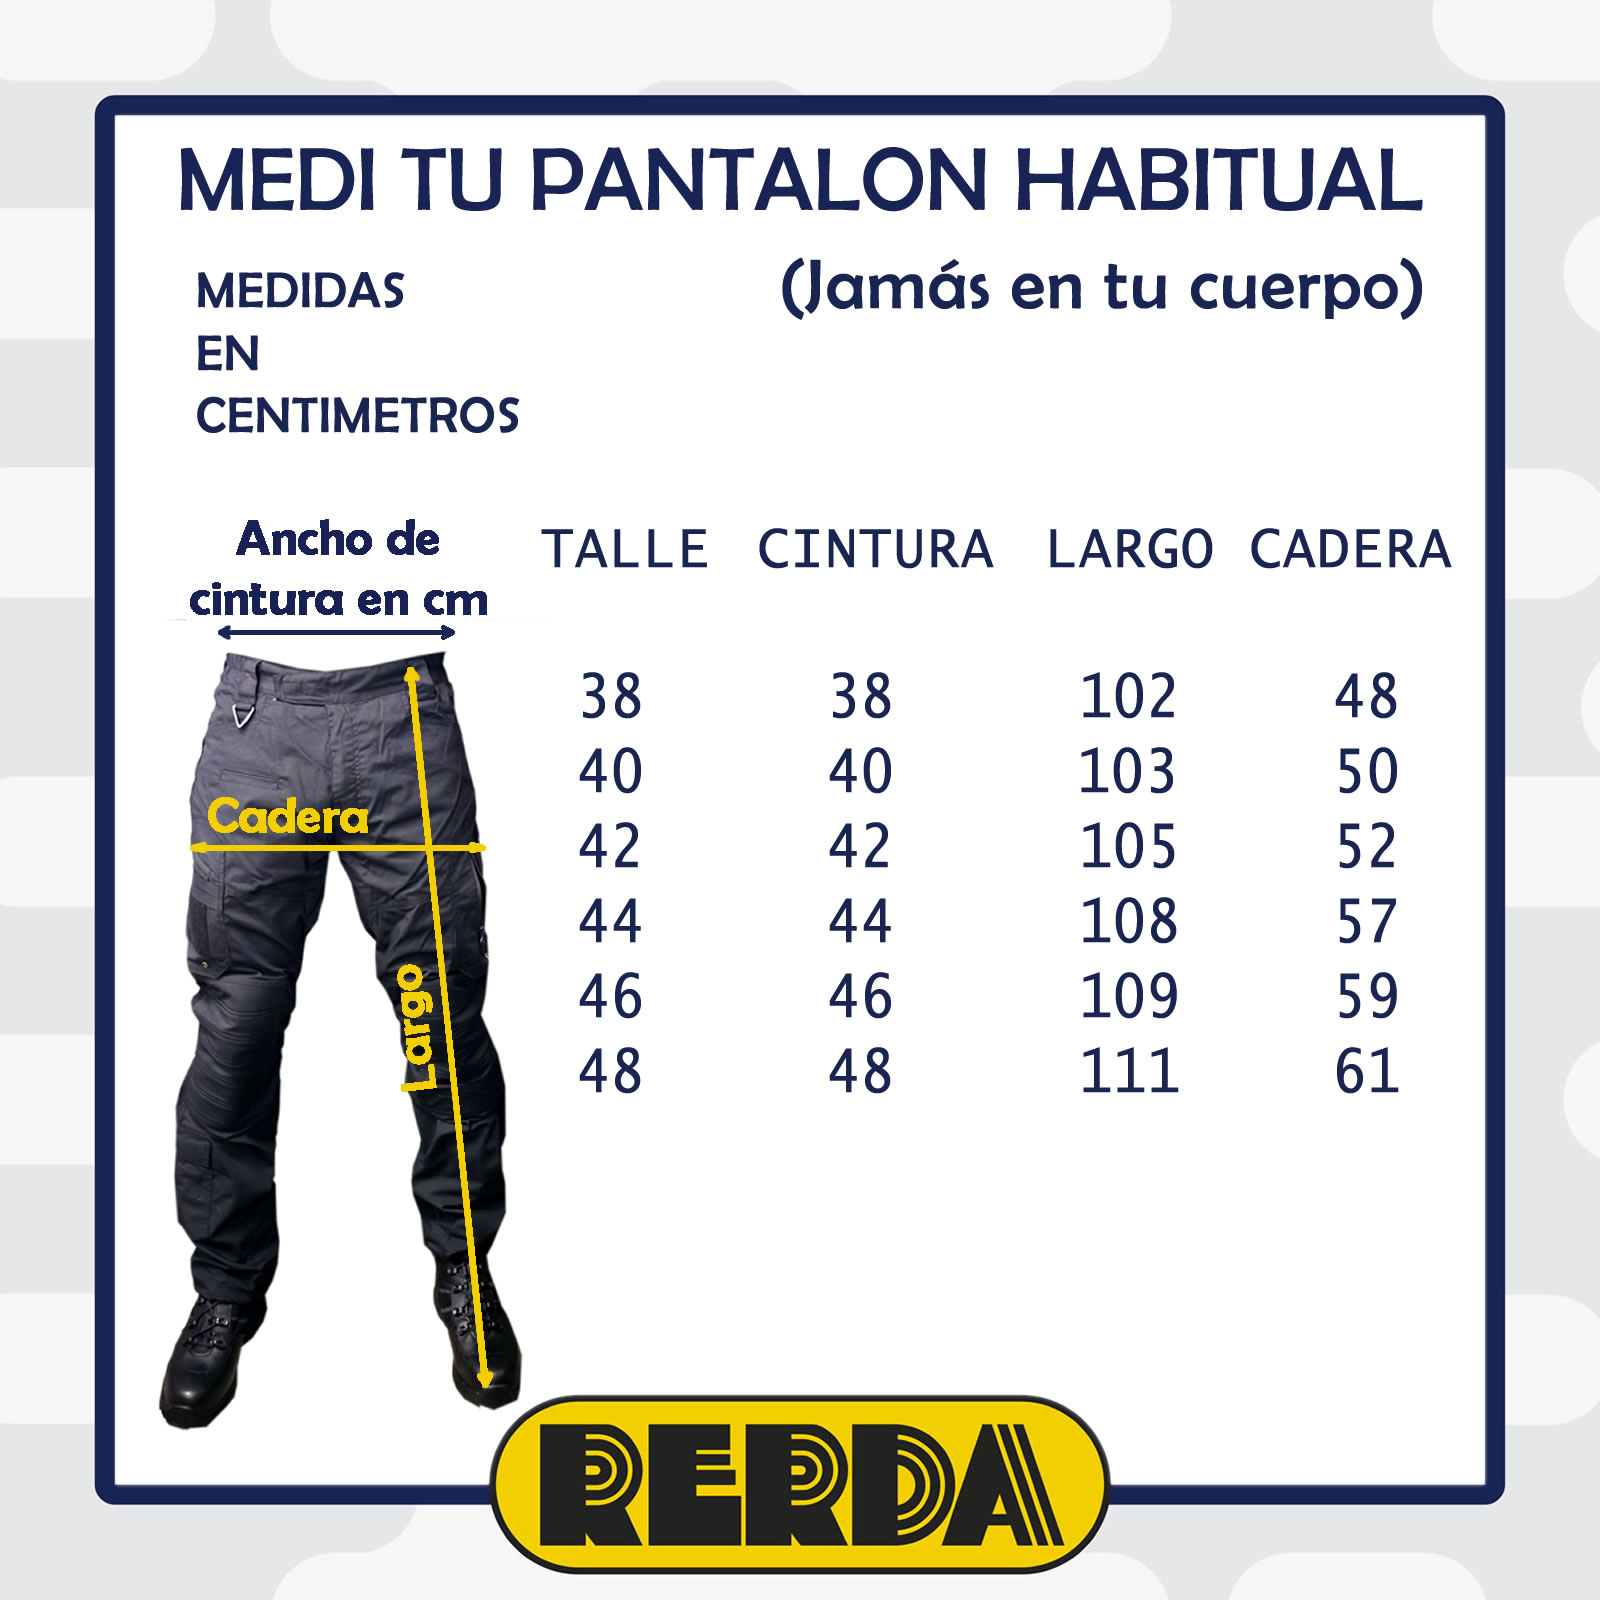 MEDI TU PANTALON HABITUAL
(Jamás en tu cuerpo)
MEDIDAS
EN
CENTIMETROS
Ancho de
cintura en cm
Cadera
Largo
TALLE CINTURA LARGO CADERA
38 38 102 48
40 40 103 50
42 42 105 52
44 44 108 57
46 46 109 59
48 48 111 61
RERDA